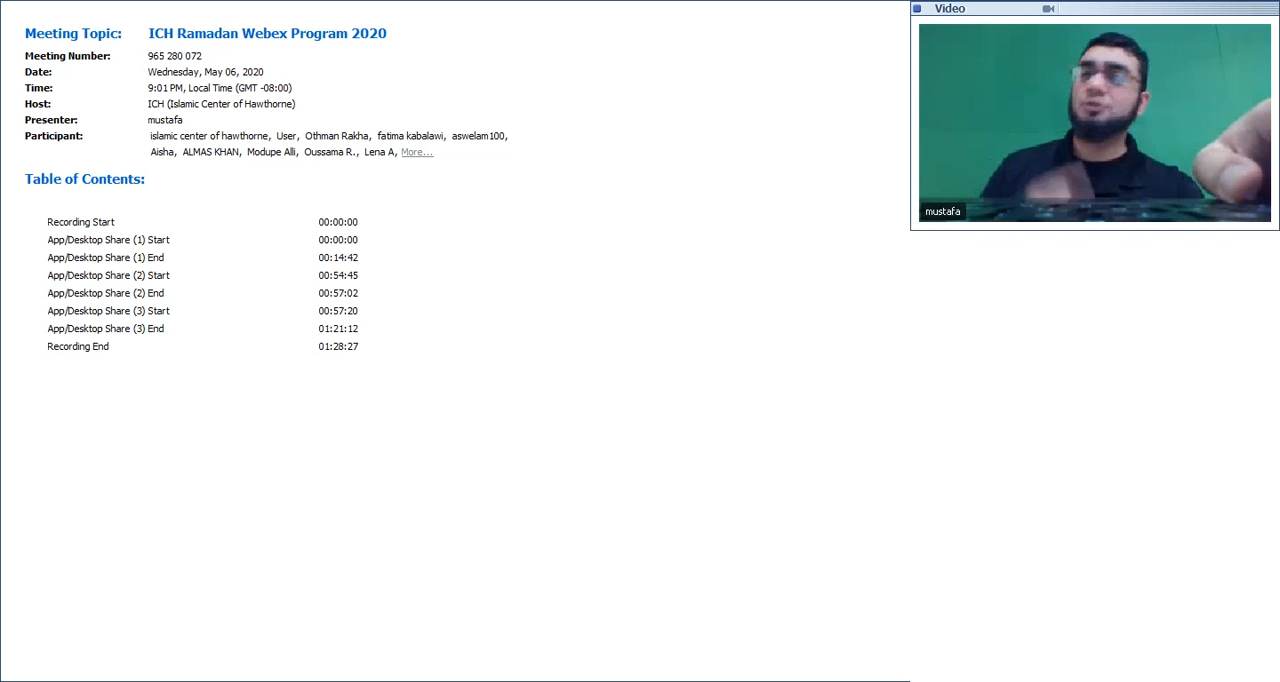 Meeting Topic: ICH Ramadan Webex Program 2020
Meeting Number: 965 280 072
Date: Wednesday, May 06, 2020
Time: 9:01 PM, Local Time (GMT -08:00)
Host: ICH (Islamic Center of Hawthorne)
Presenter: mustafa
Participant: islamic center of hawthorne, User, Othman Rakha, fatima kabalawi, aswelam100,
Aisha, ALMAS KHAN, Modupe Alli, Oussama R., Lena A, More...
Table of Contents:
Recording Start 00:00:00
App/Desktop Share (1) Start 00:00:00
App/Desktop Share (1) End 00:14:42
App/Desktop Share (2) Start 00:54:45
App/Desktop Share (2) End 00:57:02
App/Desktop Share (3) Start 00:57:20
App/Desktop Share (3) End 01:21:12
Recording End 01:28:27
Video
mustafa